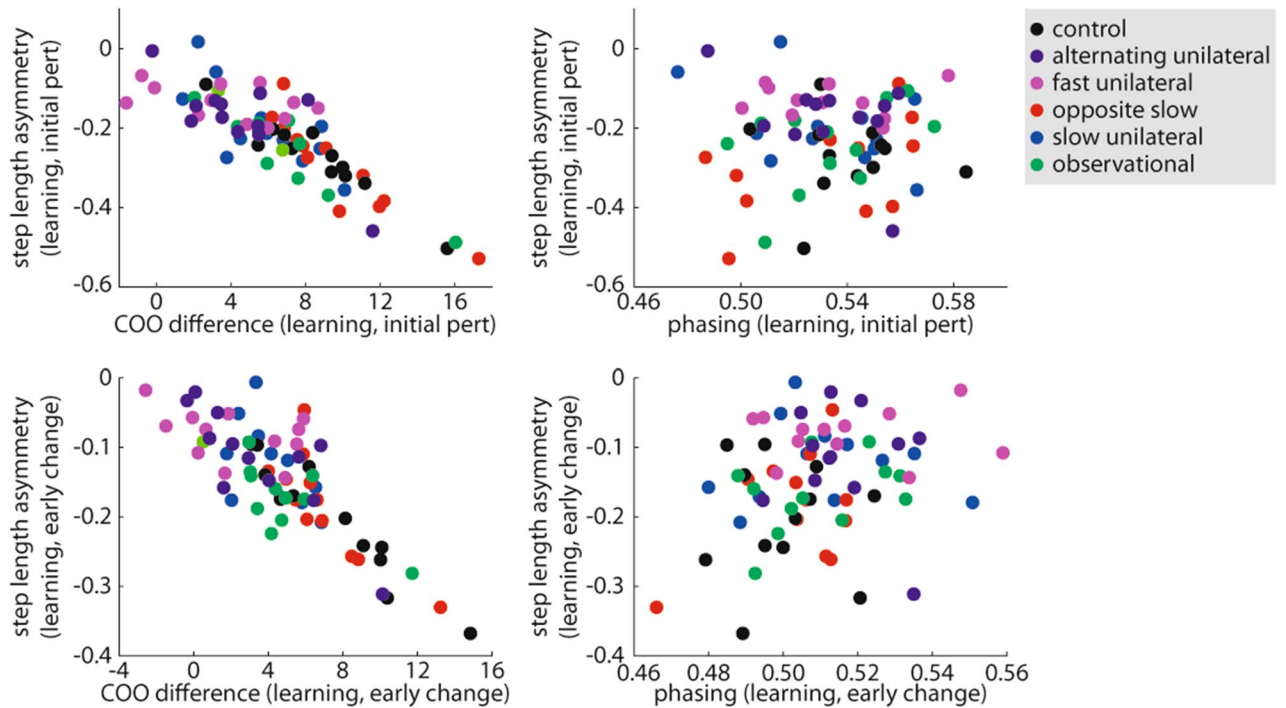 step length asymmetry
(learning, initial pert)
0
-0.2
-0.4
-0.6
0 4 8 12 16
COO difference (learning, initial pert)
step length asymmetry
(learning, initial pert)
0
-0.2
-0.4
-0.6
0.46 0.50 0.54 0.58
phasing (learning, initial pert)
control
alternating unilateral
fast unilateral
opposite slow
slow unilateral
observational
step length asymmetry
(learning, early change)
0
-0.1
-0.2
-0.3
-0.4
-4 0 4 8 12 16
COO difference (learning, early change)
step length asymmetry
(learning, early change)
0
-0.1
-0.2
-0.3
-0.4
0.46 0.48 0.50 0.52 0.54 0.56
phasing (learning, early change)